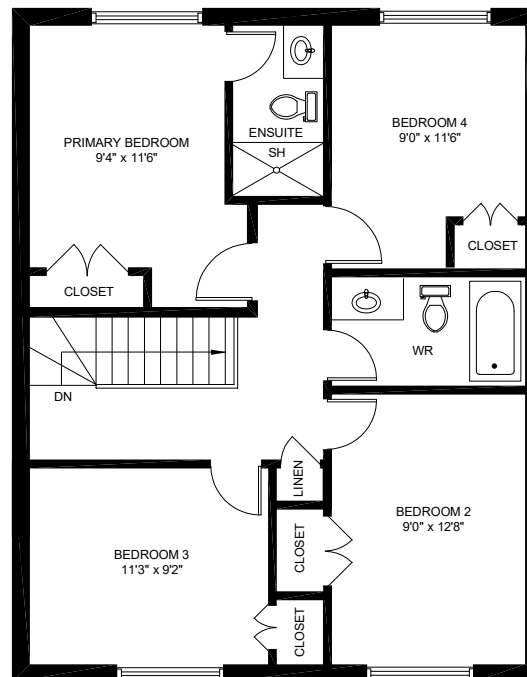 ENSUITE
SH
PRIMARY BEDROOM
9'4" x 11'6"
BEDROOM 4
9'0" x 11'6"
CLOSET
CLOSET
WR
DN
LINEN
BEDROOM 2
9'0" x 12'8"
CLOSET
BEDROOM 3
11'3" x 9'2"
CLOSET